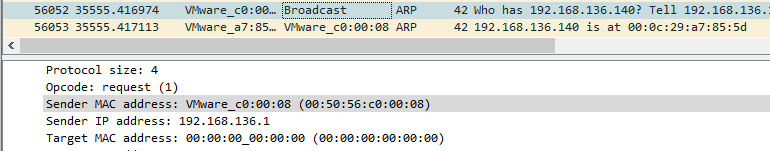 56052 35555.416974 VMware_c0:00… Broadcast ARP 42 Who has 192.168.136.140? Tell 192.168.136.
56053 35555.417113 VMware_a7:85… VMware_c0:00:08 ARP 42 192.168.136.140 is at 00:0c:29:a7:85:5d
Protocol size: 4
Opcode: request (1)
Sender MAC address: VMware_c0:00:08 (00:50:56:c0:00:08)
Sender IP address: 192.168.136.1
Target MAC address: 00:00:00_00:00:00 (00:00:00:00:00:00)